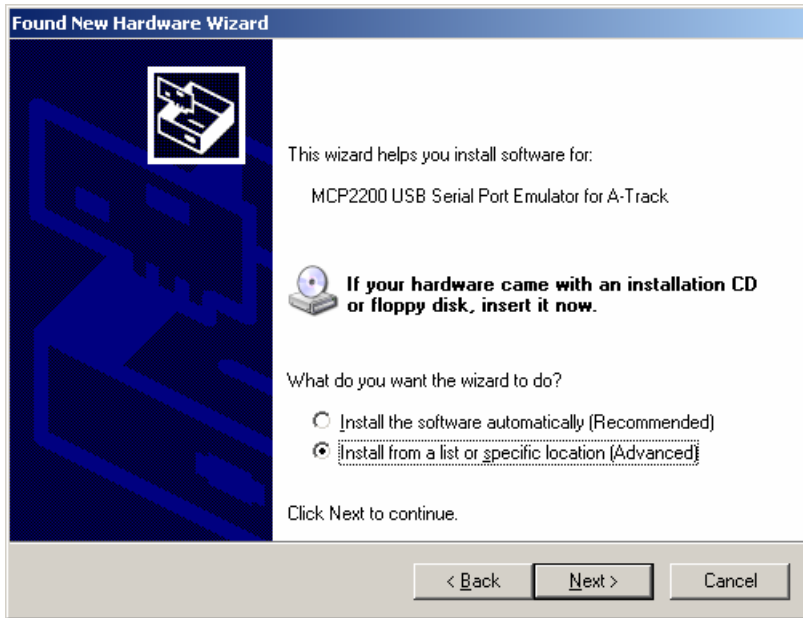 Found New Hardware Wizard
This wizard helps you install software for:
MCP2200 USB Serial Port Emulator for A-Track
If your hardware came with an installation CD
or floppy disk, insert it now.
What do you want the wizard to do?
Install the software automatically (Recommended)
Install from a list or specific location (Advanced)
Click Next to continue.
< Back
Next >
Cancel